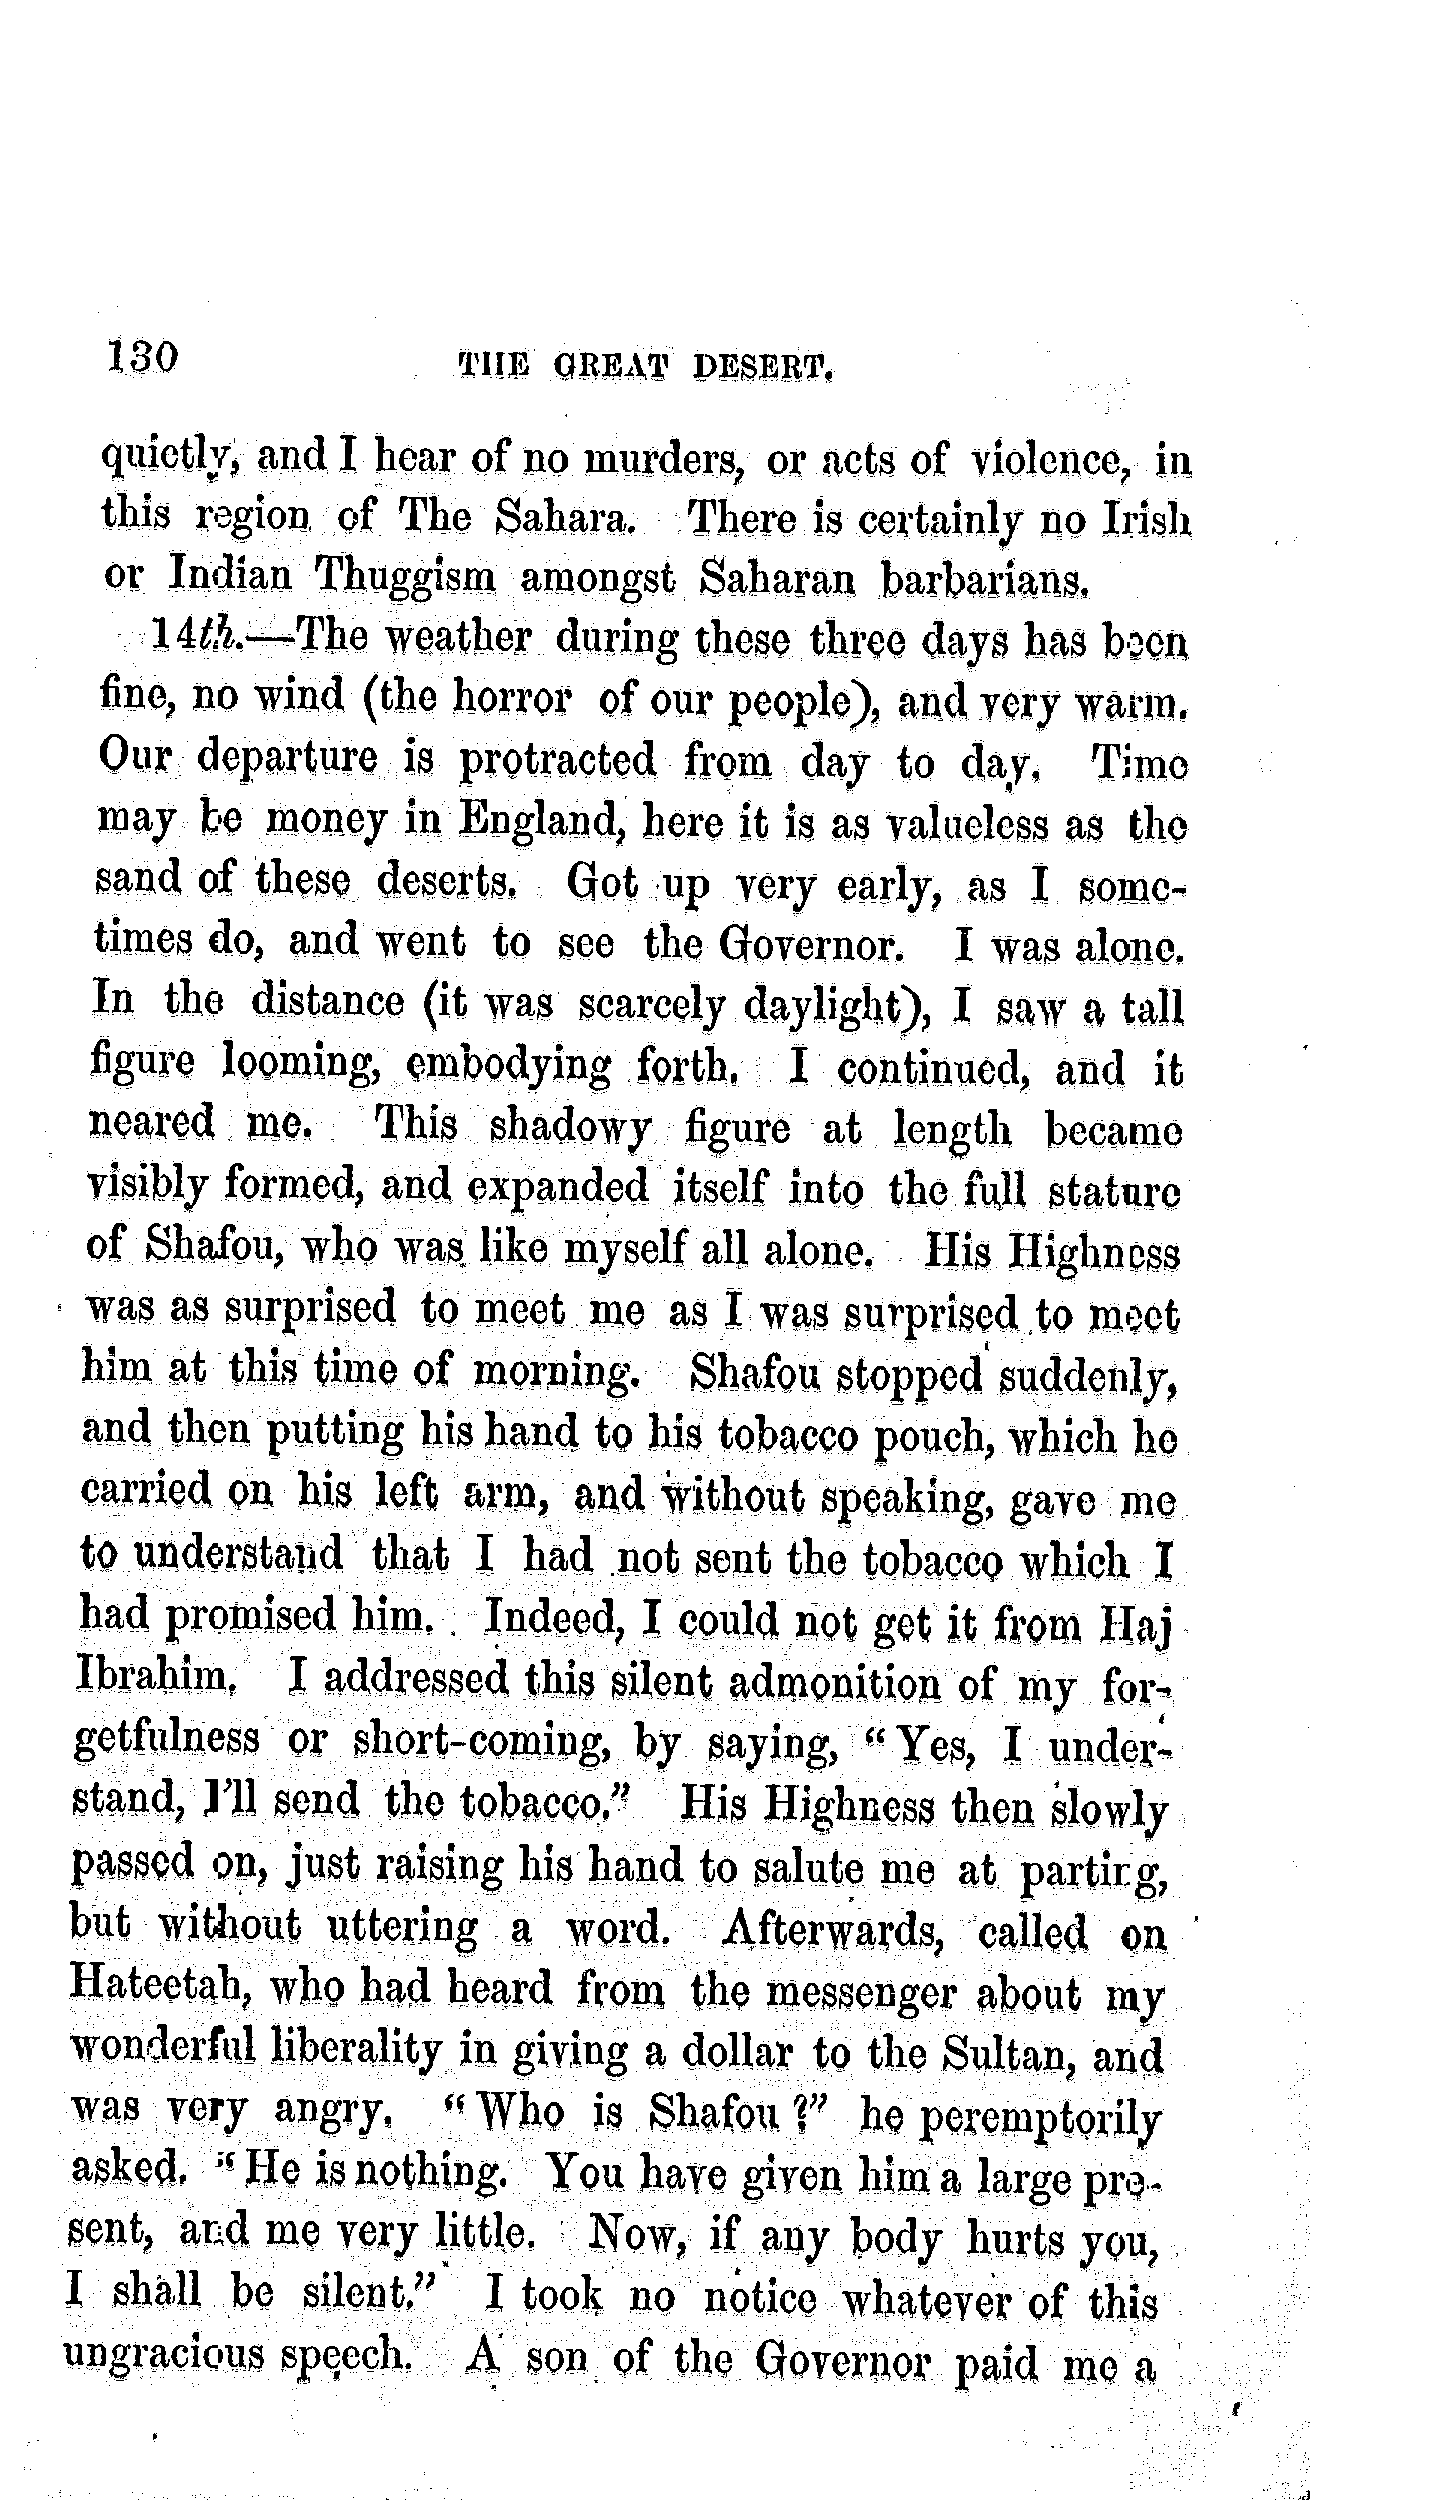 130 THE GREAT DESERT.
quietly, and I hear of no murders, or acts of violence, in
this region of The Sahara. There is certainly no Irish
or Indian Thuggism amongst Saharan barbarians.
14th.—The weather during these three days has been
fine, no wind (the horror of our people), and very warm.
Our departure is protracted from day to day. Time
may be money in England, here it is as valueless as the
sand of these deserts. Got up very early, as I some-
times do, and went to see the Governor. I was alone.
In the distance (it was scarcely daylight), I saw a tall
figure looming, embodying forth. I continued, and it
neared me. This shadowy figure at length became
visibly formed, and expanded itself into the full stature
of Shafou, who was like myself all alone. His Highness
was as surprised to meet me as I was surprised to meet
him at this time of morning. Shafou stopped suddenly,
and then putting his hand to his tobacco pouch, which he
carried on his left arm, and without speaking, gave me
to understand that I had not sent the tobacco which I
had promised him. Indeed, I could not get it from Haj
Ibrahim. I addressed this silent admonition of my for-
getfulness or short-coming, by saying, "Yes, I under-
stand, I'll send the tobacco." His Highness then slowly
passed on, just raising his hand to salute me at parting,
but without uttering a word. Afterwards, called on
Hateetah, who had heard from the messenger about my
wonderful liberality in giving a dollar to the Sultan, and
was very angry. "Who is Shafou?" he peremptorily
asked. "He is nothing. You have given him a large pre-
sent, and me very little. Now, if any body hurts you,
I shall be silent." I took no notice whatever of this
ungracious speech. A son of the Governor paid me a